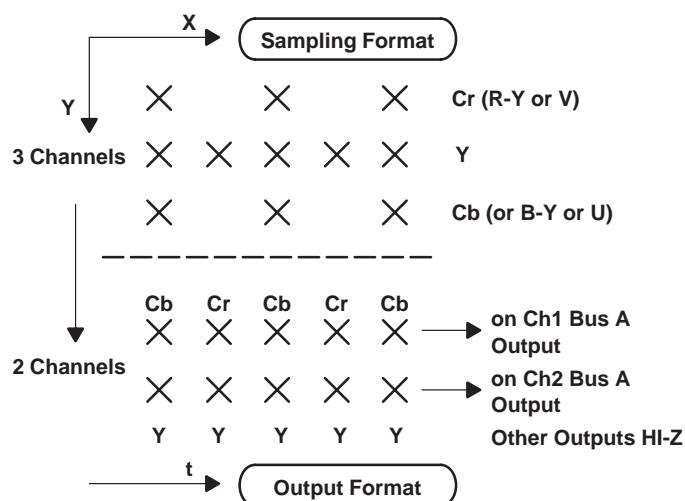 X
Sampling Format
Y
Cr (R-Y or V)
3 Channels
Y
Cb (or B-Y or U)
Cb Cr Cb Cr Cb
on Ch1 Bus A
Output
2 Channels
on Ch2 Bus A
Output
Y Y Y Y Y
Other Outputs HI-Z
t
Output Format